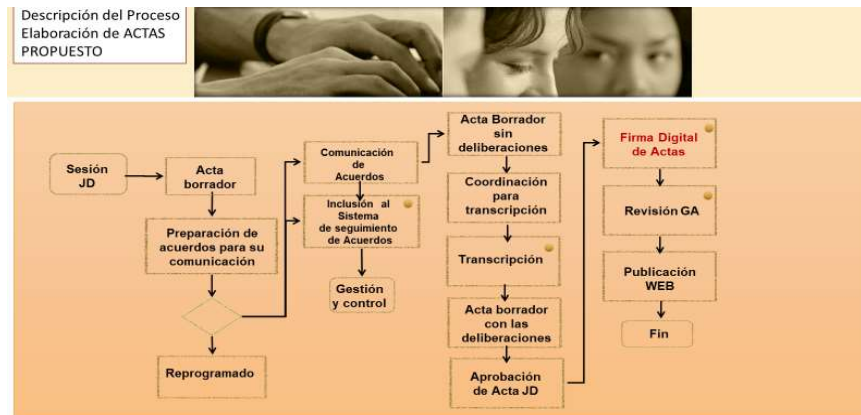 Descripción del Proceso
Elaboración de ACTAS
PROPUESTO
Sesión
JD
Acta
borrador
Preparación de
acuerdos para su
comunicación
Reprogramado
Comunicación
de
Acuerdos
Inclusión al
Sistema
de seguimiento
de Acuerdos
Gestión
y control
Acta Borrador
sin
deliberaciones
Coordinación
para
transcripción
Transcripción
Acta borrador
con las
deliberaciones
Aprobación
de Acta JD
Firma Digital
de Actas
Revisión GA
Publicación
WEB
Fin